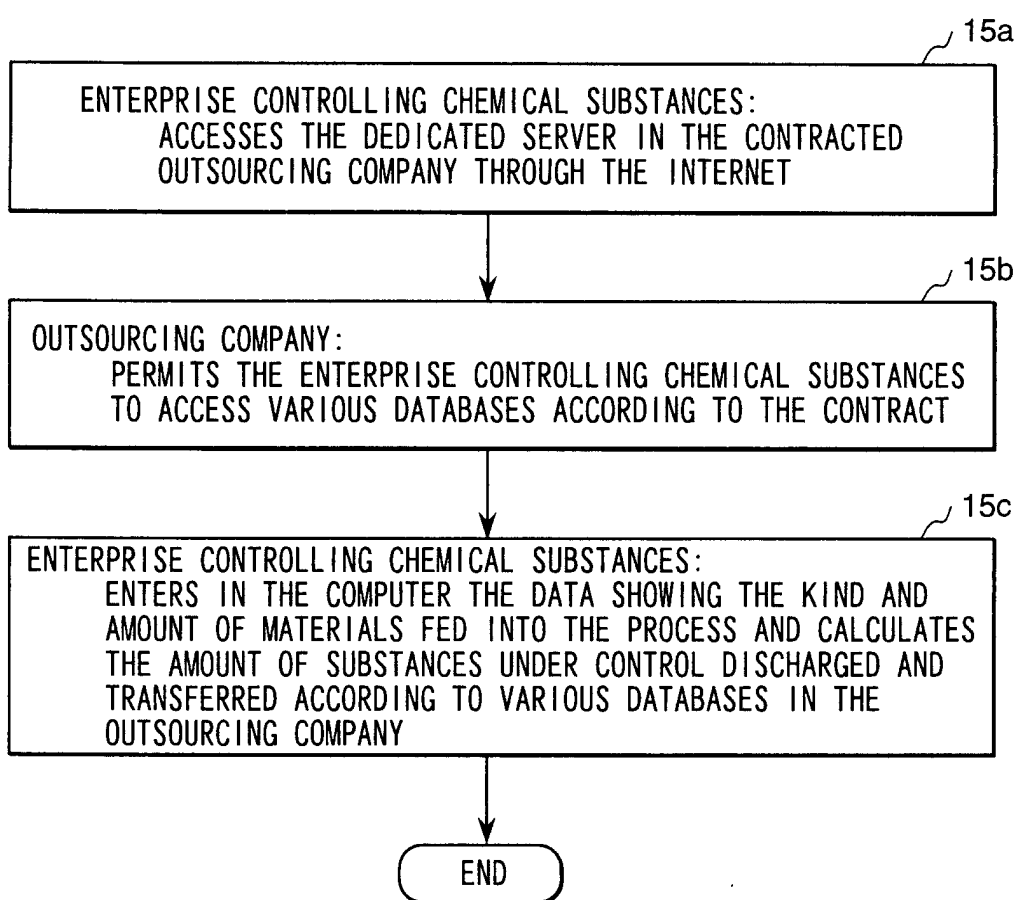 15a
ENTERPRISE CONTROLLING CHEMICAL SUBSTANCES:
ACCESSES THE DEDICATED SERVER IN THE CONTRACTED
OUTSOURCING COMPANY THROUGH THE INTERNET
15b
OUTSOURCING COMPANY:
PERMITS THE ENTERPRISE CONTROLLING CHEMICAL SUBSTANCES
TO ACCESS VARIOUS DATABASES ACCORDING TO THE CONTRACT
15c
ENTERPRISE CONTROLLING CHEMICAL SUBSTANCES:
ENTERS IN THE COMPUTER THE DATA SHOWING THE KIND AND
AMOUNT OF MATERIALS FED INTO THE PROCESS AND CALCULATES
THE AMOUNT OF SUBSTANCES UNDER CONTROL DISCHARGED AND
TRANSFERRED ACCORDING TO VARIOUS DATABASES IN THE
OUTSOURCING COMPANY
END